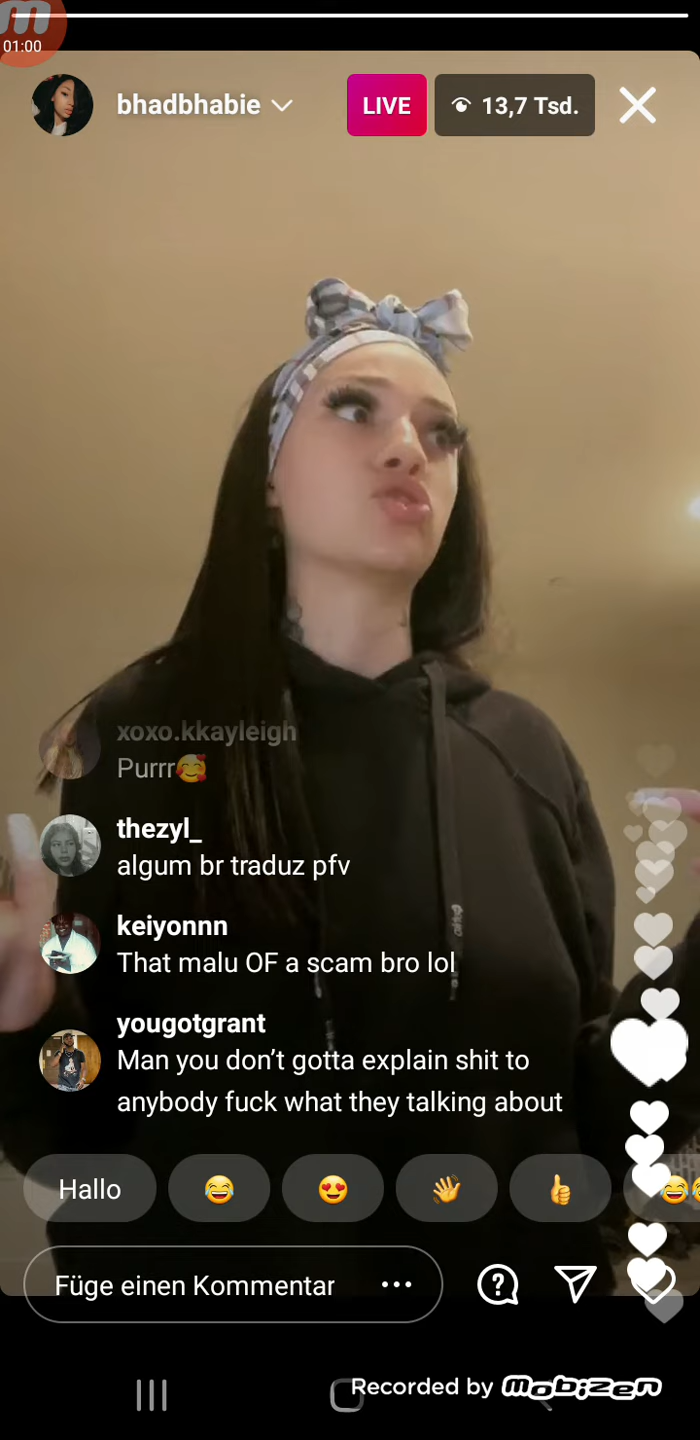 01:00
bhadbhabie
LIVE
13,7 Tsd.
xoxo.kkayleigh
Purrr🥰
thezyl_
algum br traduz pfv
keiyonnn
That malu OF a scam bro lol
yougotgrant
Man you don’t gotta explain shit to
anybody fuck what they talking about
Hallo 😂 😍 👋 👍 😂
Füge einen Kommentar ...
Recorded by mobizen